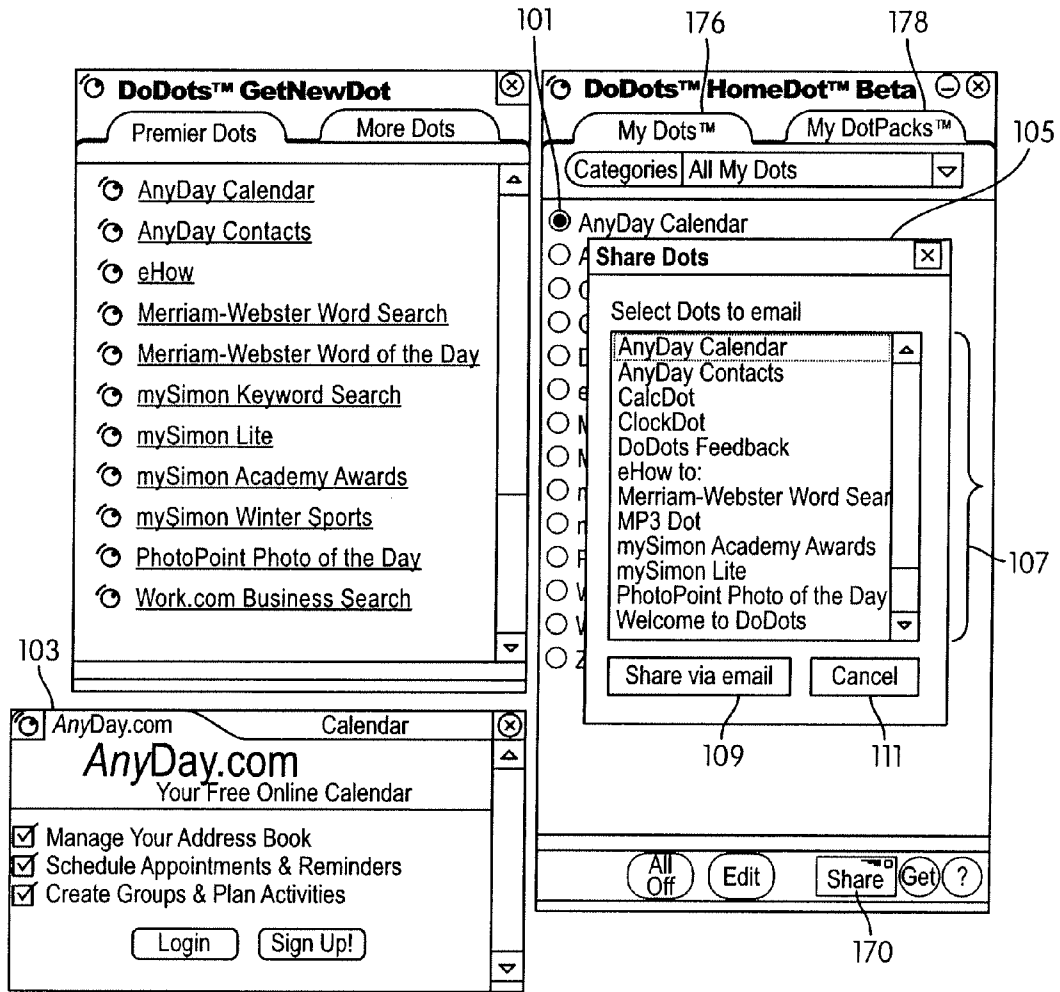 101
176
178
DoDots™ GetNewDot
Premier Dots
More Dots
AnyDay Calendar
AnyDay Contacts
eHow
Merriam-Webster Word Search
Merriam-Webster Word of the Day
mySimon Keyword Search
mySimon Lite
mySimon Academy Awards
mySimon Winter Sports
PhotoPoint Photo of the Day
Work.com Business Search
DoDots™ HomeDot™ Beta
My Dots™
My DotPacks™
105
Categories All My Dots
AnyDay Calendar
Share Dots
Select Dots to email
AnyDay Calendar
AnyDay Contacts
CalcDot
ClockDot
DoDots Feedback
eHow to:
Merriam-Webster Word Sear
MP3 Dot
mySimon Academy Awards
mySimon Lite
PhotoPoint Photo of the Day
Welcome to DoDots
107
Share via email
Cancel
109
111
All Off
Edit
Share
Get
?
170
103
AnyDay.com
Calendar
AnyDay.com
Your Free Online Calendar
Manage Your Address Book
Schedule Appointments & Reminders
Create Groups & Plan Activities
Login
Sign Up!